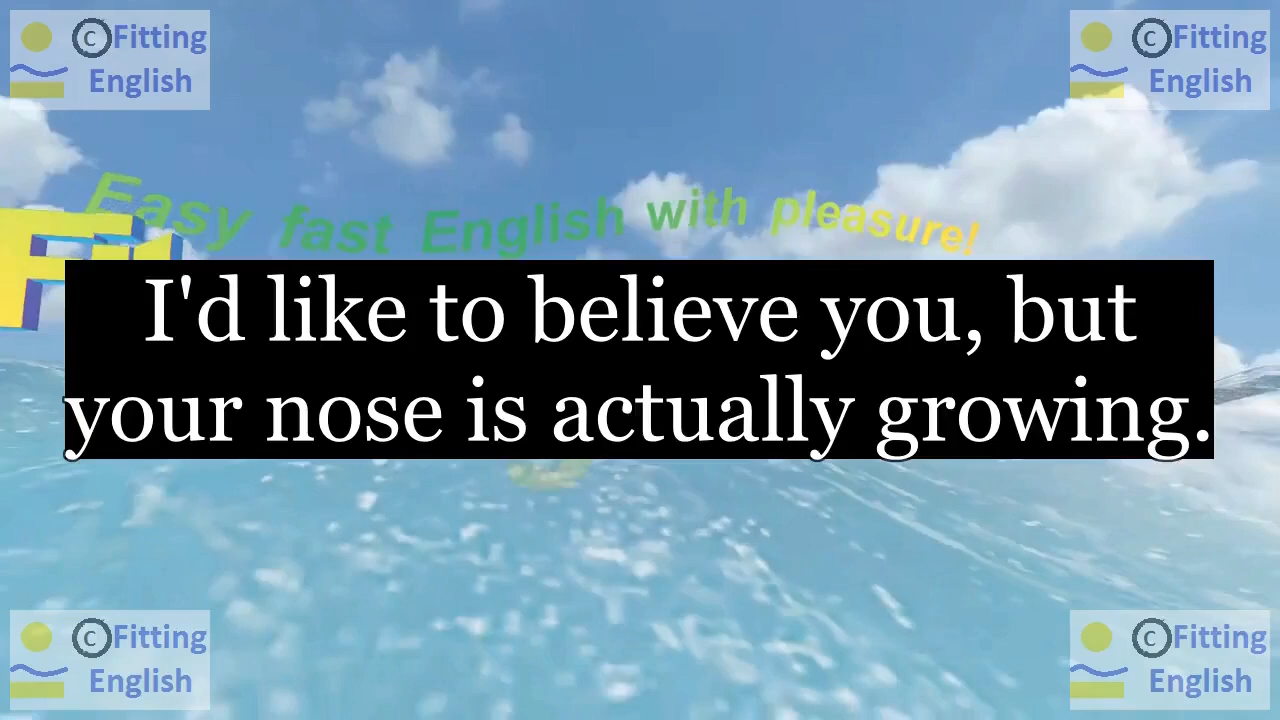 ©Fitting
English
©Fitting
English
Easy fast English with pleasure!
I'd like to believe you, but
your nose is actually growing.
©Fitting
English
©Fitting
English